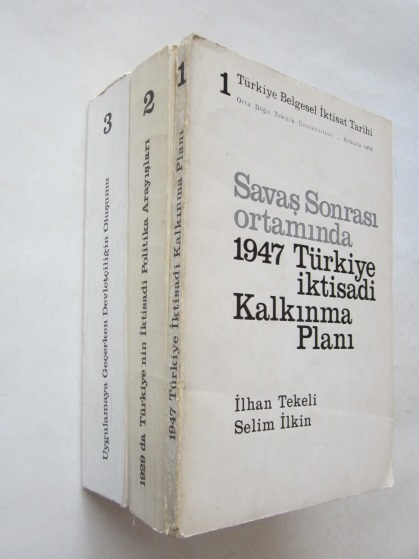 1 Türkiye Belgesel İktisat Tarihi
Orta Doğu Teknik Üniversitesi — Ankara 1974
Savaş Sonrası
ortamında
1947 Türkiye
iktisadi
Kalkınma
Planı
İlhan Tekeli
Selim İlkin
1947 Türkiye İktisadi Kalkınma Planı 1
1929 da Türkiye'nin İktisadi Politika Arayışları 2
Uygulamaya Geçerken Devletçiliğin Oluşumu 3